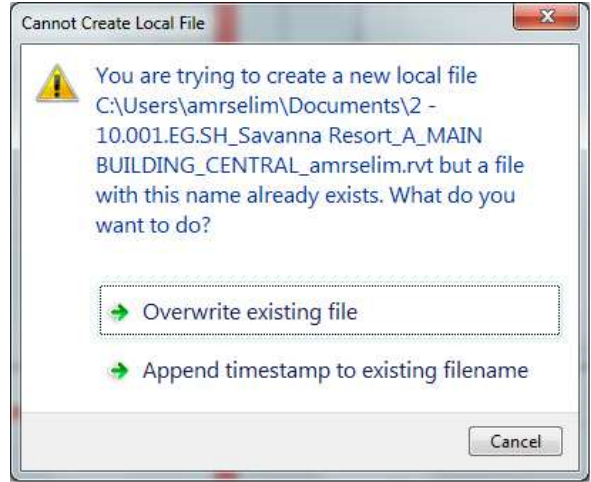 Cannot Create Local File
You are trying to create a new local file
C:\Users\amrselim\Documents\2 -
10.001.EG.SH_Savanna Resort_A_MAIN
BUILDING_CENTRAL_amrselim.rvt but a file
with this name already exists. What do you
want to do?
Overwrite existing file
Append timestamp to existing filename
Cancel